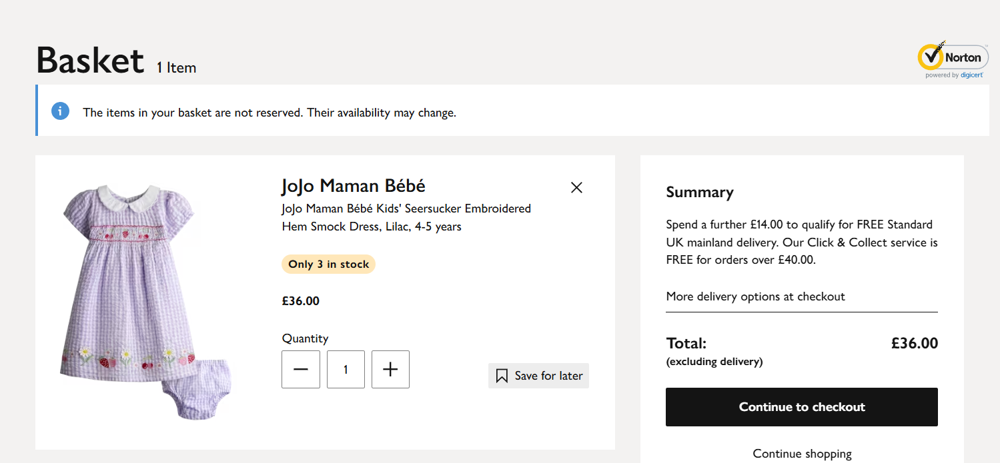 Basket 1 Item
Norton
powered by digicert
i
The items in your basket are not reserved. Their availability may change.
JoJo Maman Bébé
JoJo Maman Bébé Kids' Seersucker Embroidered
Hem Smock Dress, Lilac, 4-5 years
Only 3 in stock
£36.00
Quantity
1
Save for later
Summary
Spend a further £14.00 to qualify for FREE Standard
UK mainland delivery. Our Click & Collect service is
FREE for orders over £40.00.
More delivery options at checkout
Total: £36.00
(excluding delivery)
Continue to checkout
Continue shopping